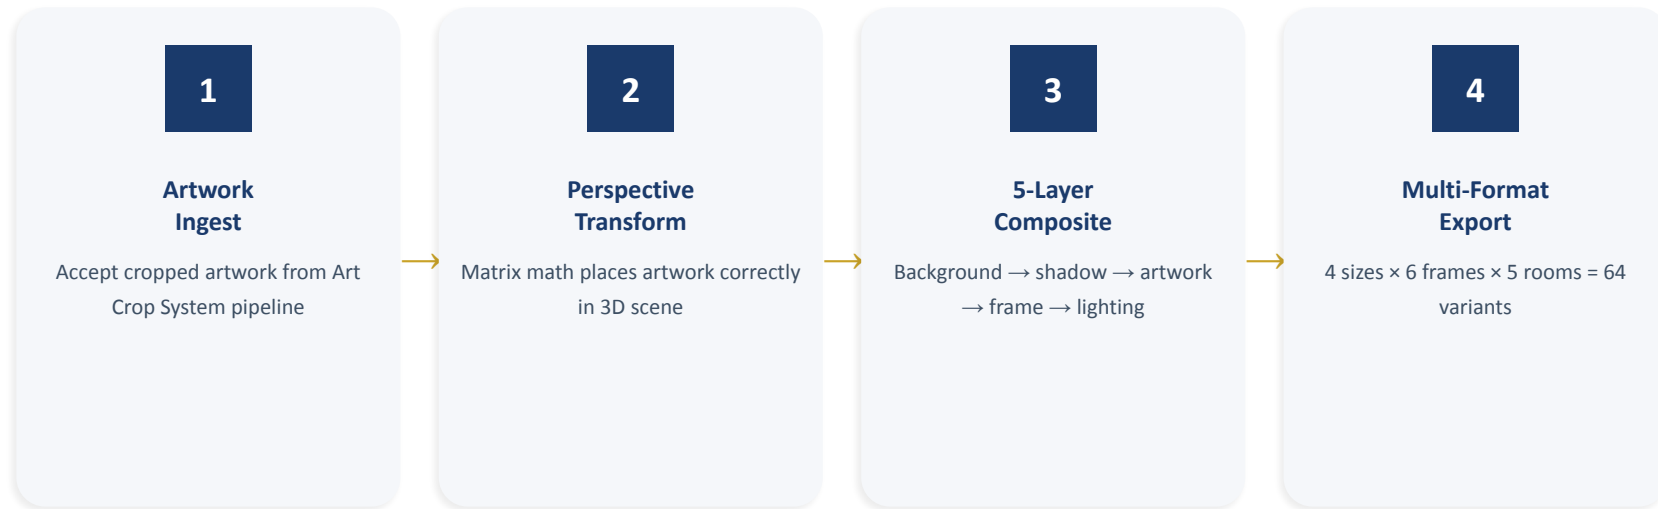 1
Artwork
Ingest
Accept cropped artwork from Art
Crop System pipeline
2
Perspective
Transform
Matrix math places artwork correctly
in 3D scene
3
5-Layer
Composite
Background → shadow → artwork
→ frame → lighting
4
Multi-Format
Export
4 sizes × 6 frames × 5 rooms = 64
variants